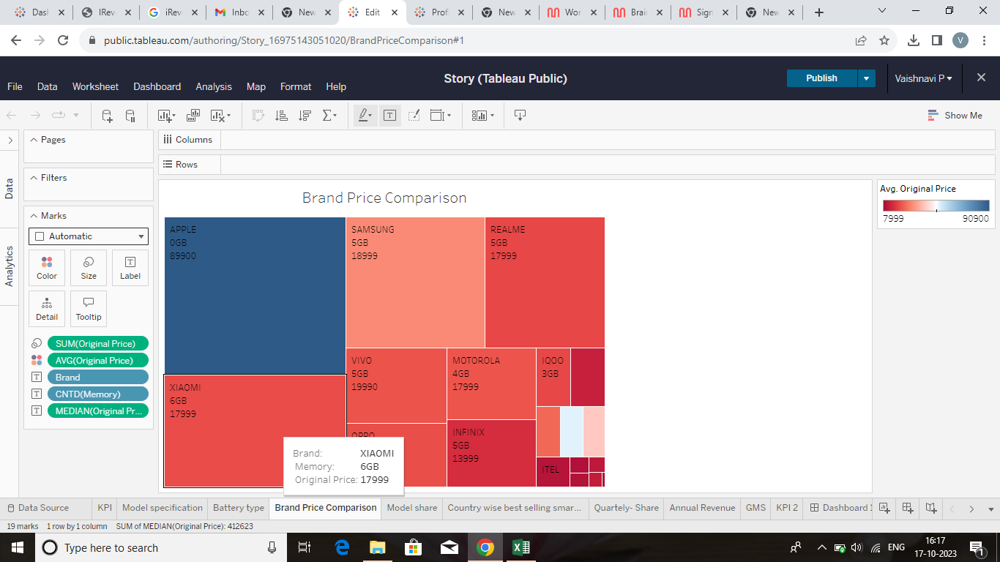 Dash
IRev
iRev
Inbo
New
Edit
Profi
New
Wor
Brai
Sign
New
public.tableau.com/authoring/Story_16975143051020/BrandPriceComparison#1
V
Story (Tableau Public)
Publish
Vaishnavi P
File Data Worksheet Dashboard Analysis Map Format Help
Show Me
Data
Analytics
Pages
Filters
Marks
Automatic
Color Size Label
Detail Tooltip
SUM(Original Price)
AVG(Original Price)
Brand
CNTD(Memory)
MEDIAN(Original Pr...
Columns
Rows
Brand Price Comparison
APPLE
0GB
89900
SAMSUNG
5GB
18999
REALME
5GB
17999
XIAOMI
6GB
17999
VIVO
5GB
19990
MOTOROLA
4GB
17999
IQOO
3GB
OPPO
INFINIX
5GB
13999
ITEL
Brand: XIAOMI
Memory: 6GB
Original Price: 17999
Avg. Original Price
7999 90900
Data Source KPI Model specification Battery type Brand Price Comparison Model share Country wise best selling smar... Quartely- Share Annual Revenue GMS KPI 2 Dashboard 1
19 marks 1 row by 1 column SUM of MEDIAN(Original Price): 412623
Type here to search
ENG
16:17
17-10-2023
1